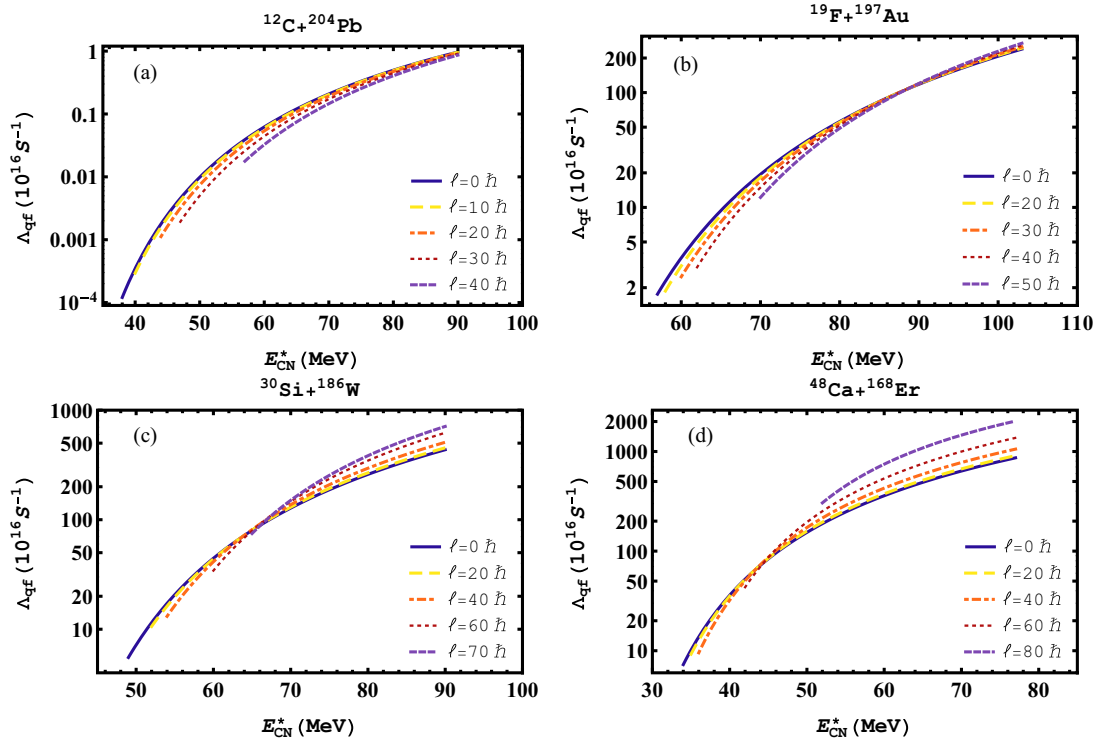 ¹²C+²⁰⁴Pb
(a)
Λqf (10¹⁶ S⁻¹)
1
0.1
0.01
0.001
10⁻⁴
ℓ=0 ℏ
ℓ=10 ℏ
ℓ=20 ℏ
ℓ=30 ℏ
ℓ=40 ℏ
40 50 60 70 80 90 100
E*CN (MeV)
¹⁹F+¹⁹⁷Au
(b)
Λqf (10¹⁶ S⁻¹)
200
100
50
20
10
5
2
ℓ=0 ℏ
ℓ=20 ℏ
ℓ=30 ℏ
ℓ=40 ℏ
ℓ=50 ℏ
60 70 80 90 100 110
E*CN (MeV)
³⁰Si+¹⁸⁶W
(c)
Λqf (10¹⁶ S⁻¹)
1000
500
200
100
50
20
10
ℓ=0 ℏ
ℓ=20 ℏ
ℓ=40 ℏ
ℓ=60 ℏ
ℓ=70 ℏ
50 60 70 80 90 100
E*CN (MeV)
⁴⁸Ca+¹⁶⁸Er
(d)
Λqf (10¹⁶ S⁻¹)
2000
1000
500
200
100
50
20
10
ℓ=0 ℏ
ℓ=20 ℏ
ℓ=40 ℏ
ℓ=60 ℏ
ℓ=80 ℏ
30 40 50 60 70 80
E*CN (MeV)